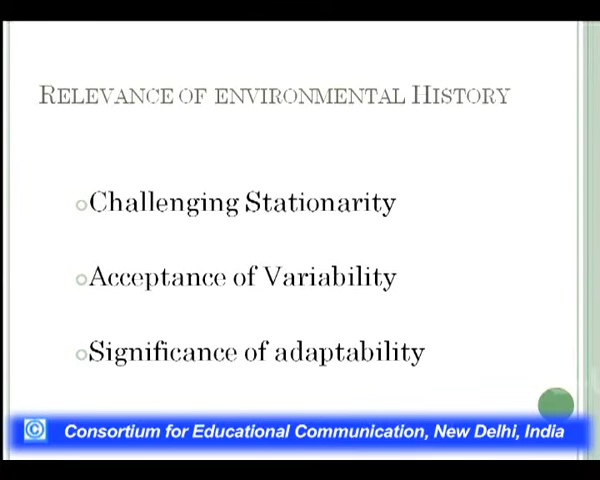 RELEVANCE OF ENVIRONMENTAL HISTORY
Challenging Stationarity
Acceptance of Variability
Significance of adaptability
© Consortium for Educational Communication, New Delhi, India